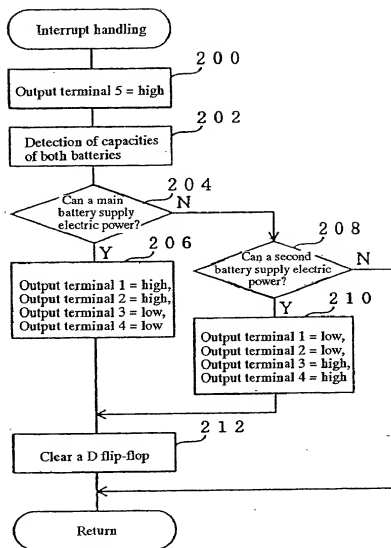 Interrupt handling
200
Output terminal 5 = high
202
Detection of capacities
of both batteries
204
Can a main
battery supply
electric power?
N
Y
206
208
Can a second
battery supply electric
power?
N
Y
210
Output terminal 1 = high,
Output terminal 2 = high,
Output terminal 3 = low,
Output terminal 4 = low
Output terminal 1 = low,
Output terminal 2 = low,
Output terminal 3 = high,
Output terminal 4 = high
212
Clear a D flip-flop
Return